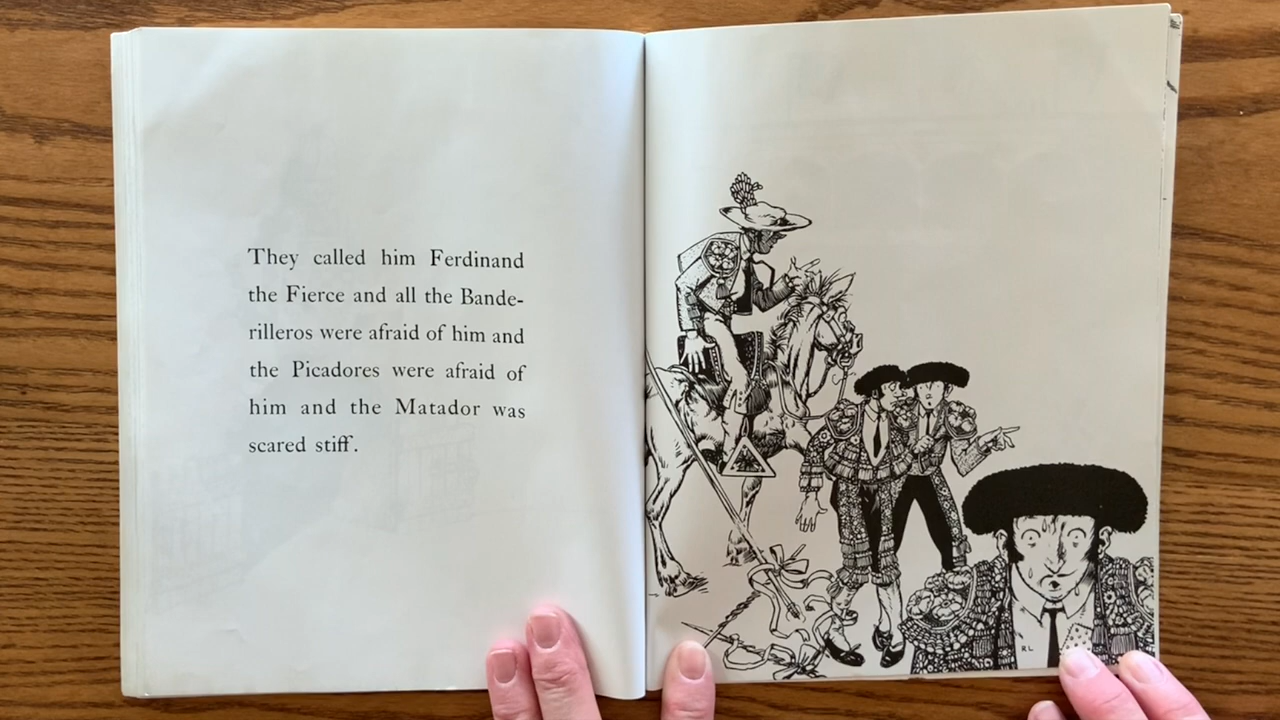 They called him Ferdinand
the Fierce and all the Bande-
rilleros were afraid of him and
the Picadores were afraid of
him and the Matador was
scared stiff.
RL